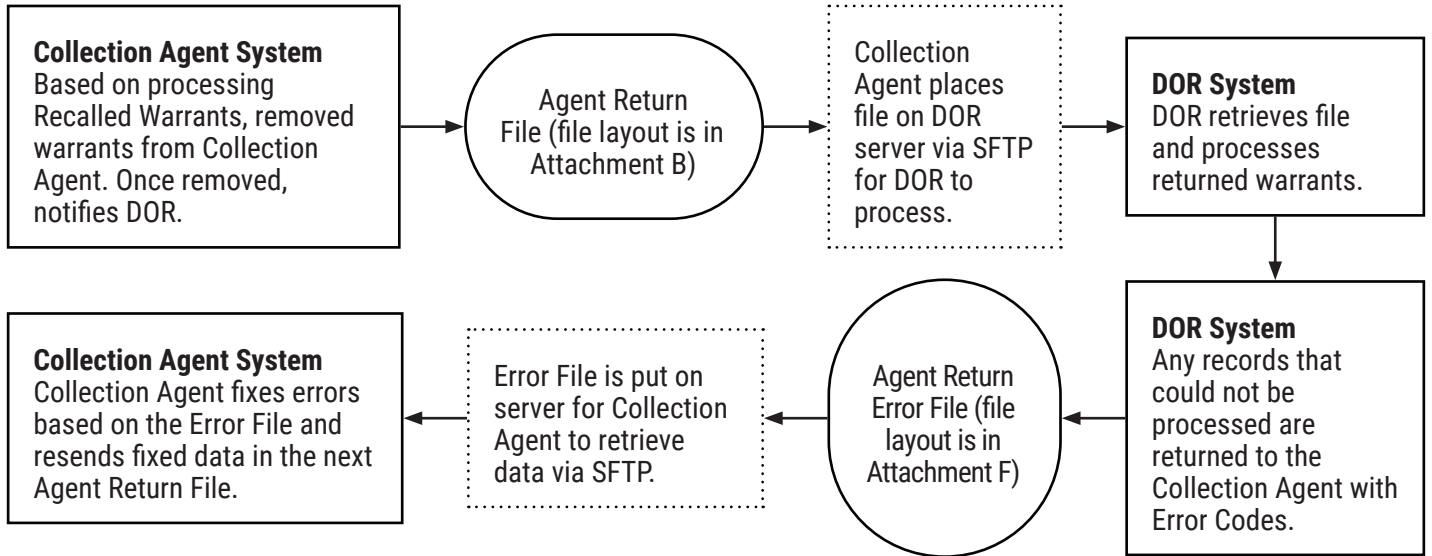 Collection Agent System
Based on processing
Recalled Warrants, removed
warrants from Collection
Agent. Once removed,
notifies DOR.
Agent Return
File (file layout is in
Attachment B)
Collection
Agent places
file on DOR
server via SFTP
for DOR to
process.
DOR System
DOR retrieves file
and processes
returned warrants.
DOR System
Any records that
could not be
processed are
returned to the
Collection Agent with
Error Codes.
Agent Return
Error File (file
layout is in
Attachment F)
Error File is put on
server for Collection
Agent to retrieve
data via SFTP.
Collection Agent System
Collection Agent fixes errors
based on the Error File and
resends fixed data in the next
Agent Return File.